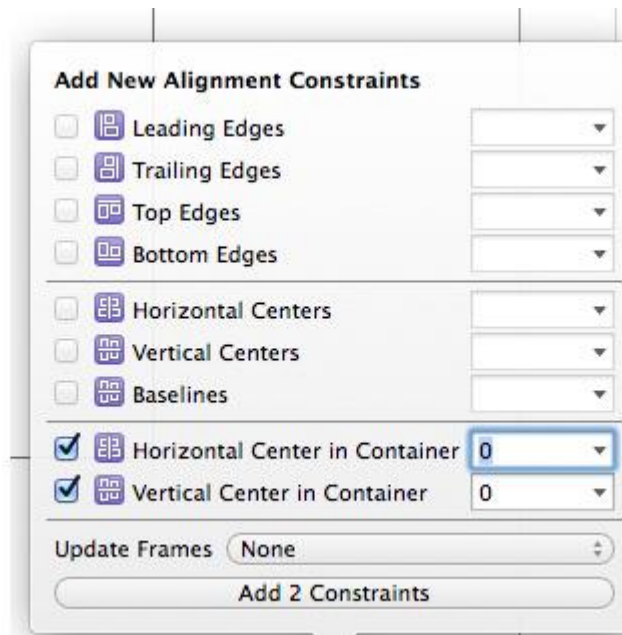 Add New Alignment Constraints
Leading Edges
Trailing Edges
Top Edges
Bottom Edges
Horizontal Centers
Vertical Centers
Baselines
Horizontal Center in Container 0
Vertical Center in Container 0
Update Frames None
Add 2 Constraints